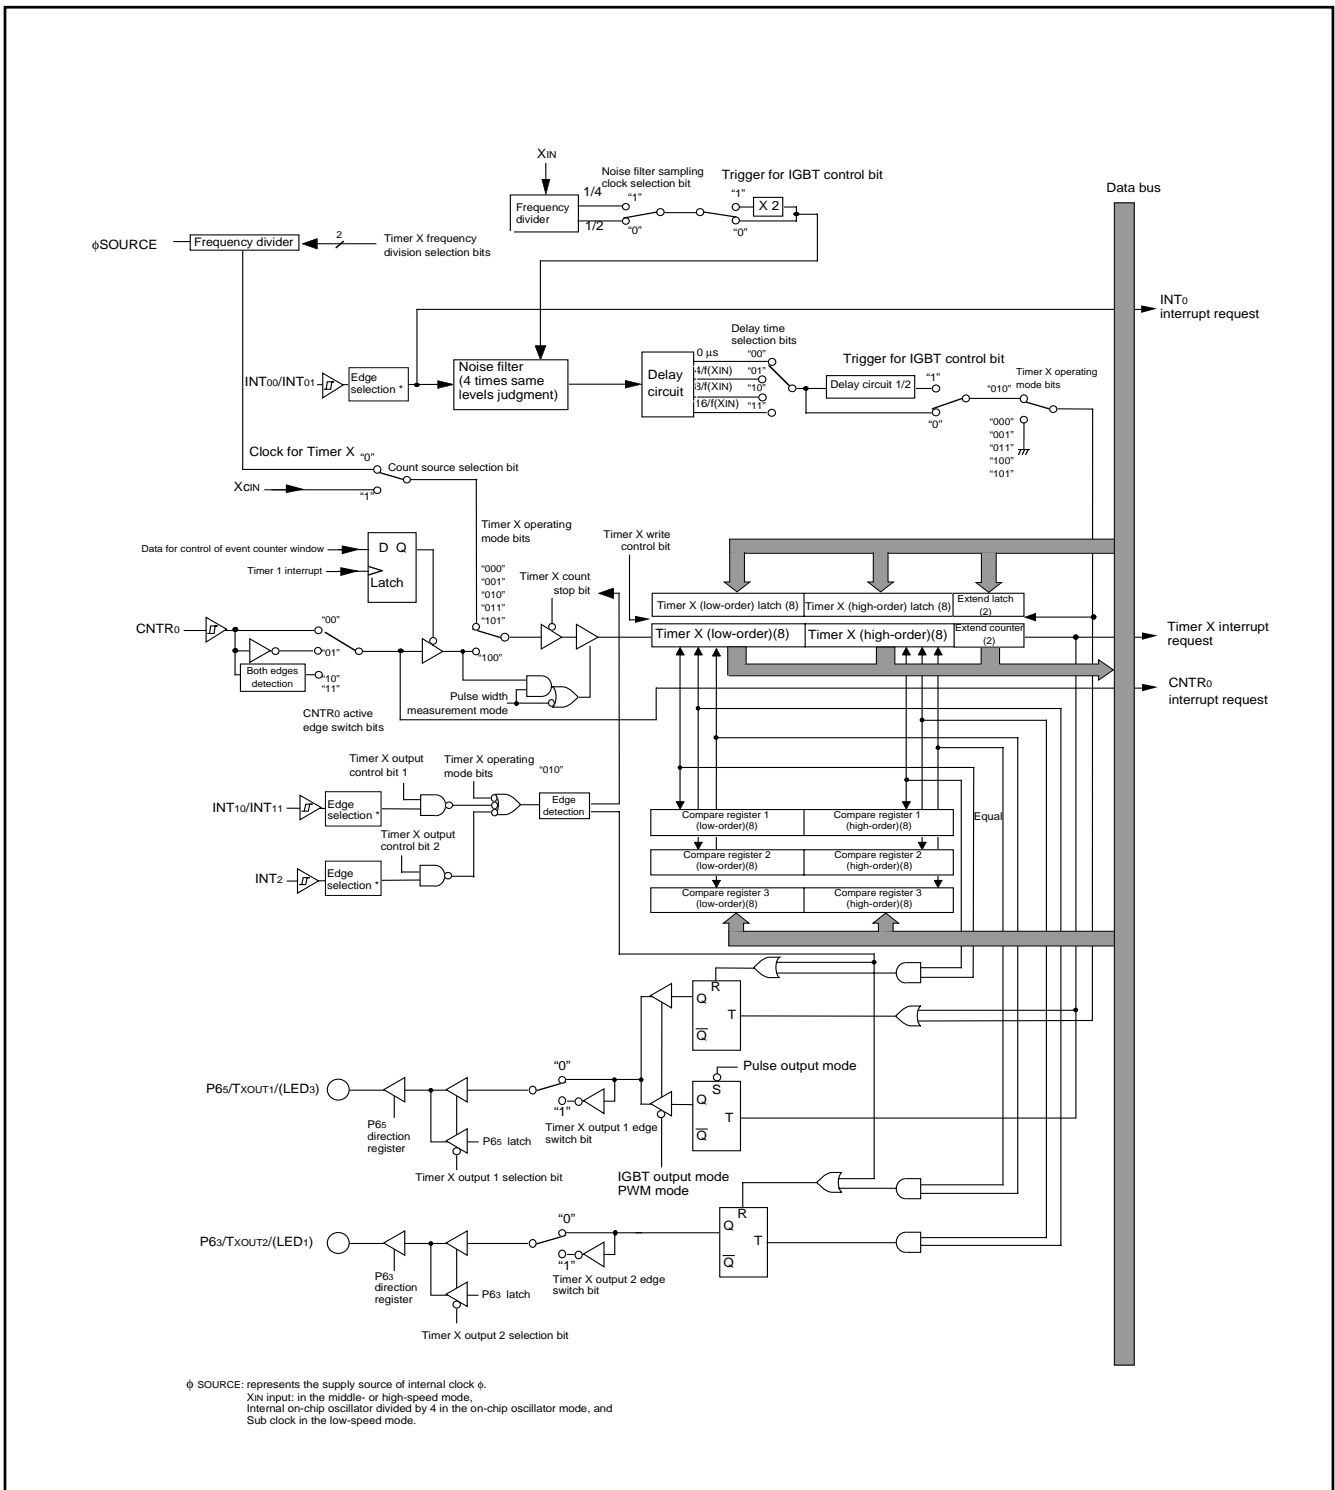 XIN
Noise filter sampling
clock selection bit
Trigger for IGBT control bit
Data bus
1/4
"1"
"1"
X 2
Frequency
divider
1/2
"0"
"0"
φSOURCE
Frequency divider
2
Timer X frequency
division selection bits
INT0
interrupt request
Delay time
selection bits
0 µs
"00"
Trigger for IGBT control bit
INT00/INT01
Edge
selection *
Noise filter
(4 times same
levels judgment)
Delay
circuit
4/f(XIN)
"01"
8/f(XIN)
"10"
16/f(XIN)
"11"
Delay circuit 1/2
"1"
"0"
Timer X operating
mode bits
"010"
"000"
"001"
"011"
"100"
"101"
Clock for Timer X
"0"
Count source selection bit
XCIN
"1"
Data for control of event counter window
D Q
Timer 1 interrupt
Latch
Timer X operating
mode bits
"000"
"001"
"010"
"011"
"101"
"100"
Timer X count
stop bit
Timer X write
control bit
Timer X (low-order) latch (8)
Timer X (high-order) latch (8)
Extend latch
(2)
Timer X (low-order)(8)
Timer X (high-order)(8)
Extend counter
(2)
Timer X interrupt
request
CNTR0
"00"
"01"
Both edges
detection
"10"
"11"
CNTR0 active
edge switch bits
Pulse width
measurement mode
CNTR0
interrupt request
Timer X output
control bit 1
Timer X operating
mode bits
"010"
INT10/INT11
Edge
selection *
Edge
detection
Timer X output
control bit 2
INT2
Edge
selection *
Compare register 1
(low-order)(8)
Compare register 1
(high-order)(8)
Equal
Compare register 2
(low-order)(8)
Compare register 2
(high-order)(8)
Compare register 3
(low-order)(8)
Compare register 3
(high-order)(8)
R
Q
T
Q
Pulse output mode
S
Q
T
Q
P65/TXOUT1/(LED3)
"0"
"1"
Timer X output 1 edge
switch bit
P65
direction
register
P65 latch
Timer X output 1 selection bit
IGBT output mode
PWM mode
R
Q
T
Q
P63/TXOUT2/(LED1)
"0"
"1"
Timer X output 2 edge
switch bit
P63
direction
register
P63 latch
Timer X output 2 selection bit
φ SOURCE: represents the supply source of internal clock φ.
XIN input: in the middle- or high-speed mode,
Internal on-chip oscillator divided by 4 in the on-chip oscillator mode, and
Sub clock in the low-speed mode.